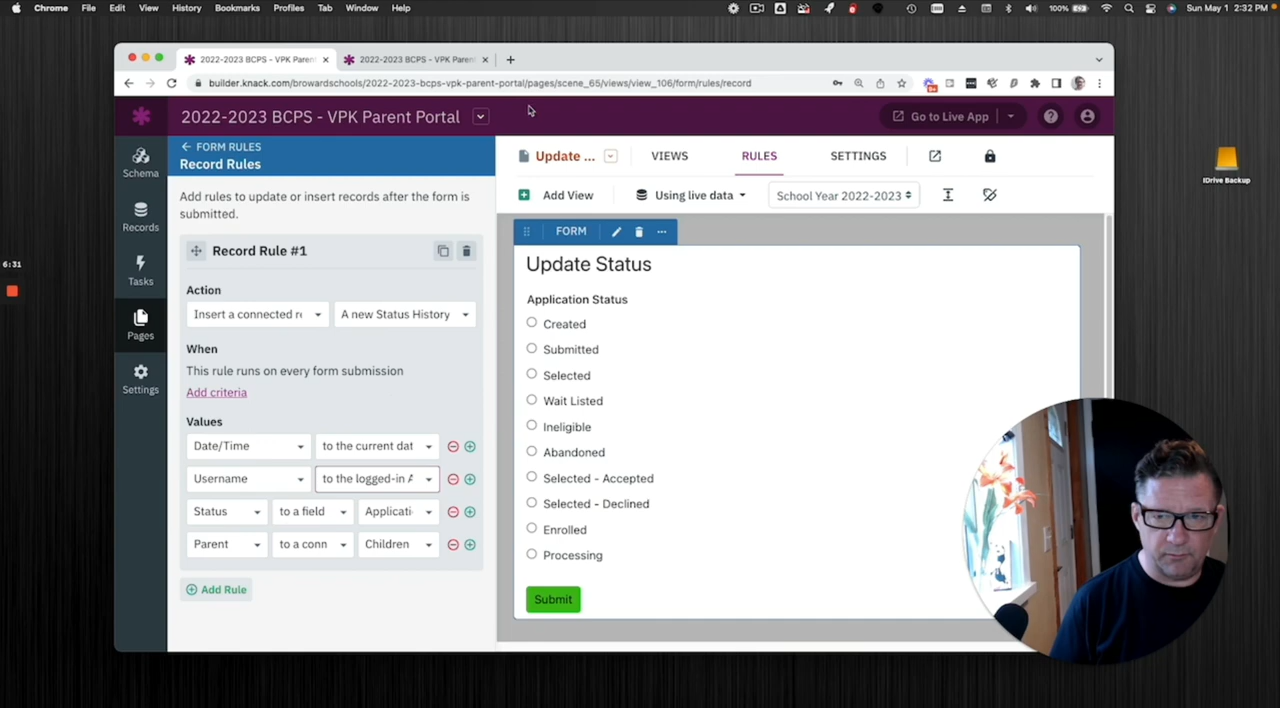 Chrome File Edit View History Bookmarks Profiles Tab Window Help 100% Sun May 1 2:32 PM
2022-2023 BCPS - VPK Parent 2022-2023 BCPS - VPK Parent
builder.knack.com/browardschools/2022-2023-bcps-vpk-parent-portal/pages/scene_65/views/view_106/form/rules/record
2022-2023 BCPS - VPK Parent Portal Go to Live App
Schema
Records
Tasks
Pages
Settings
FORM RULES
Record Rules
Add rules to update or insert records after the form is
submitted.
Record Rule #1
Action
Insert a connected re A new Status History
When
This rule runs on every form submission
Add criteria
Values
Date/Time to the current dat
Username to the logged-in A
Status to a field Applicati
Parent to a conn Children
Add Rule
Update ... VIEWS RULES SETTINGS
Add View Using live data School Year 2022-2023
FORM
Update Status
Application Status
Created
Submitted
Selected
Wait Listed
Ineligible
Abandoned
Selected - Accepted
Selected - Declined
Enrolled
Processing
Submit
6:31
IDrive Backup